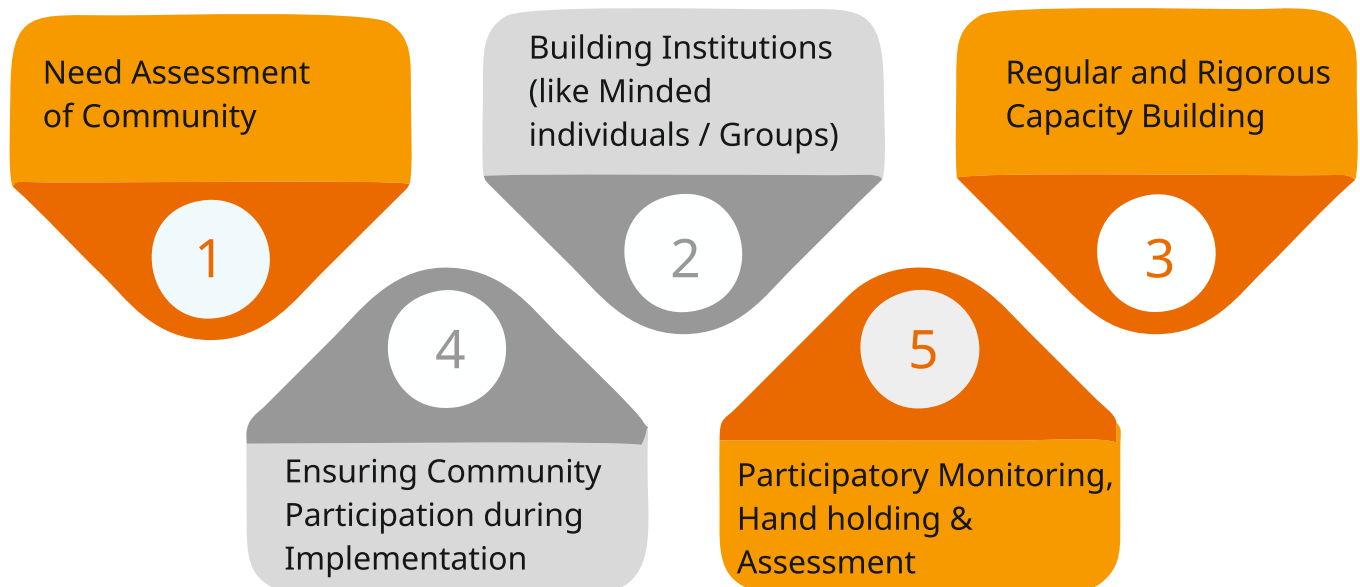 Need Assessment
of Community
1
Building Institutions
(like Minded
individuals / Groups)
2
Regular and Rigorous
Capacity Building
3
4
Ensuring Community
Participation during
Implementation
5
Participatory Monitoring,
Hand holding &
Assessment